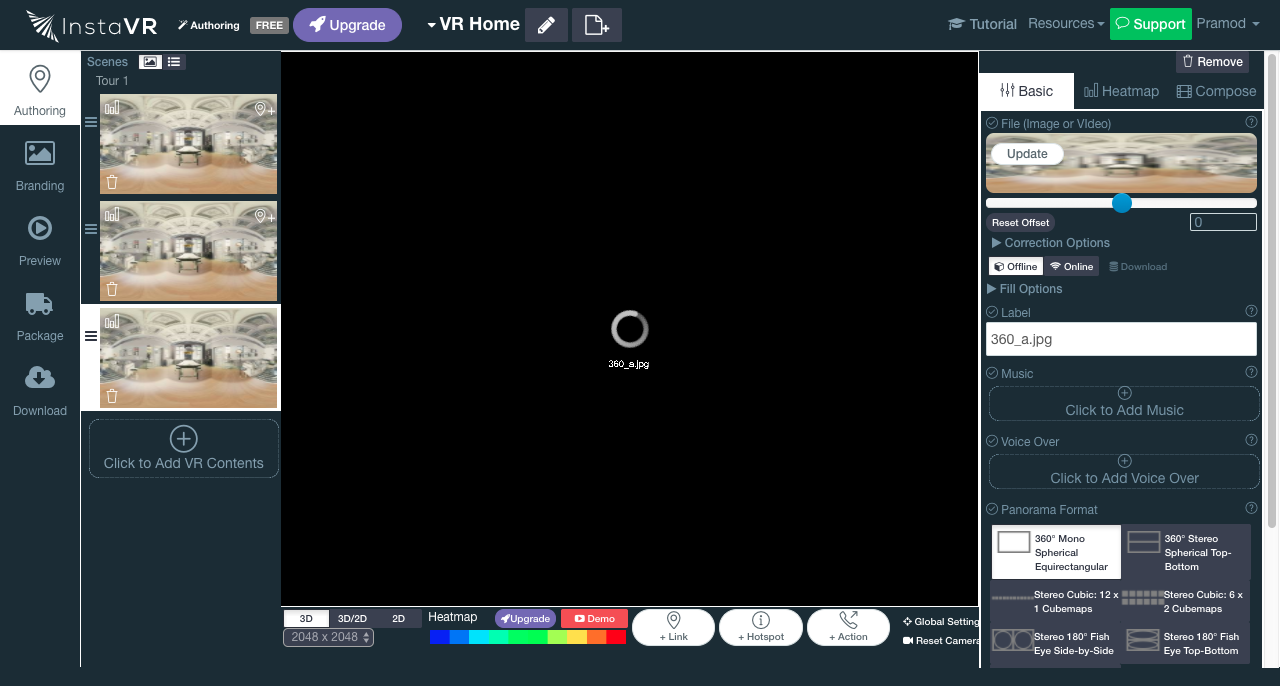 InstaVR
Authoring
FREE
Upgrade
VR Home
Tutorial
Resources
Support
Pramod
Authoring
Branding
Preview
Package
Download
Scenes
Tour 1
Click to Add VR Contents
360_a.jpg
3D
3D/2D
2D
2048 x 2048
Heatmap
Upgrade
Demo
+ Link
+ Hotspot
+ Action
Global Setting
Reset Camera
Remove
Basic
Heatmap
Compose
File (Image or VIdeo)
Update
Reset Offset
0
Correction Options
Offline
Online
Download
Fill Options
Label
360_a.jpg
Music
Click to Add Music
Voice Over
Click to Add Voice Over
Panorama Format
360° Mono
Spherical
Equirectangular
360° Stereo
Spherical Top-
Bottom
Stereo Cubic: 12 x
1 Cubemaps
Stereo Cubic: 6 x
2 Cubemaps
Stereo 180° Fish
Eye Side-by-Side
Stereo 180° Fish
Eye Top-Bottom